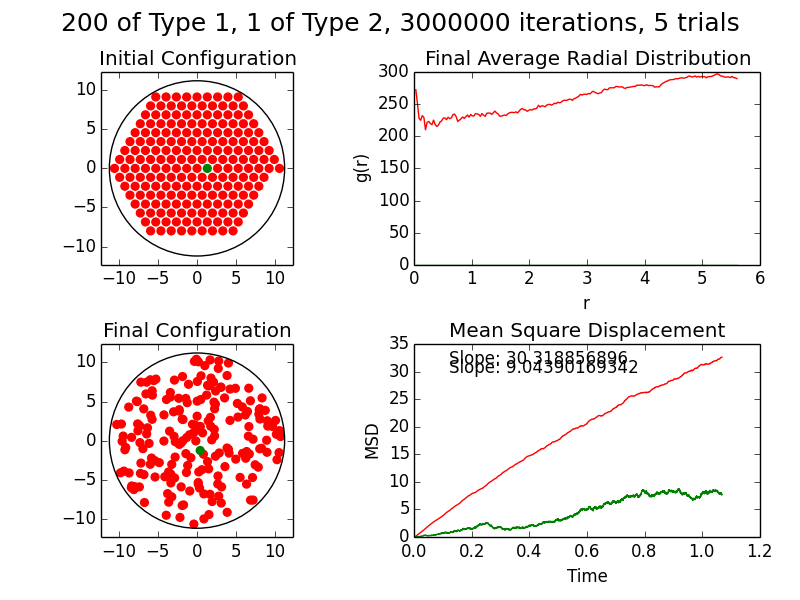 200 of Type 1, 1 of Type 2, 3000000 iterations, 5 trials
Initial Configuration
10
5
0
−5
−10
−10 −5 0 5 10
Final Average Radial Distribution
g(r)
300
250
200
150
100
50
0
0 1 2 3 4 5 6
r
Final Configuration
10
5
0
−5
−10
−10 −5 0 5 10
Mean Square Displacement
Slope: 30.318856896
Slope: 9.04390169342
MSD
35
30
25
20
15
10
5
0
0.0 0.2 0.4 0.6 0.8 1.0 1.2
Time